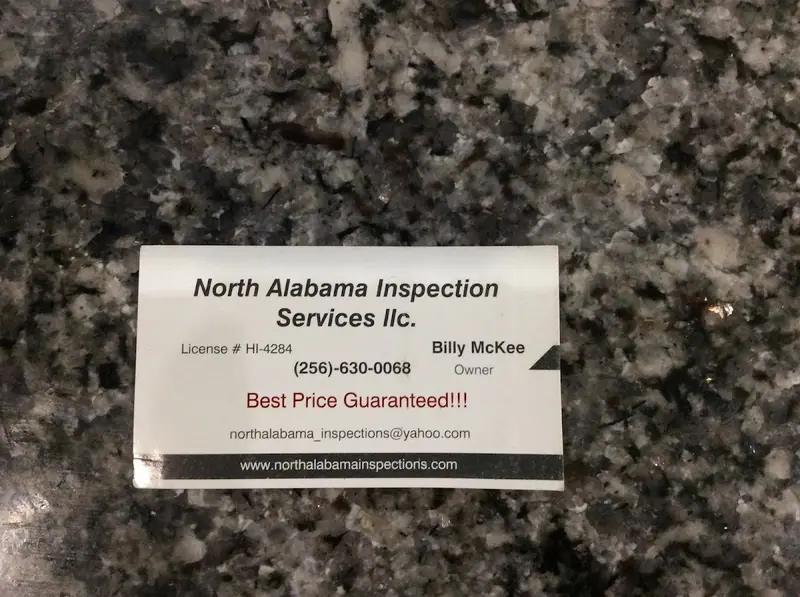 North Alabama Inspection
Services llc.
License # HI-4284
Billy McKee
(256)-630-0068
Owner
Best Price Guaranteed!!!
northalabama_inspections@yahoo.com
www.northalabamainspections.com